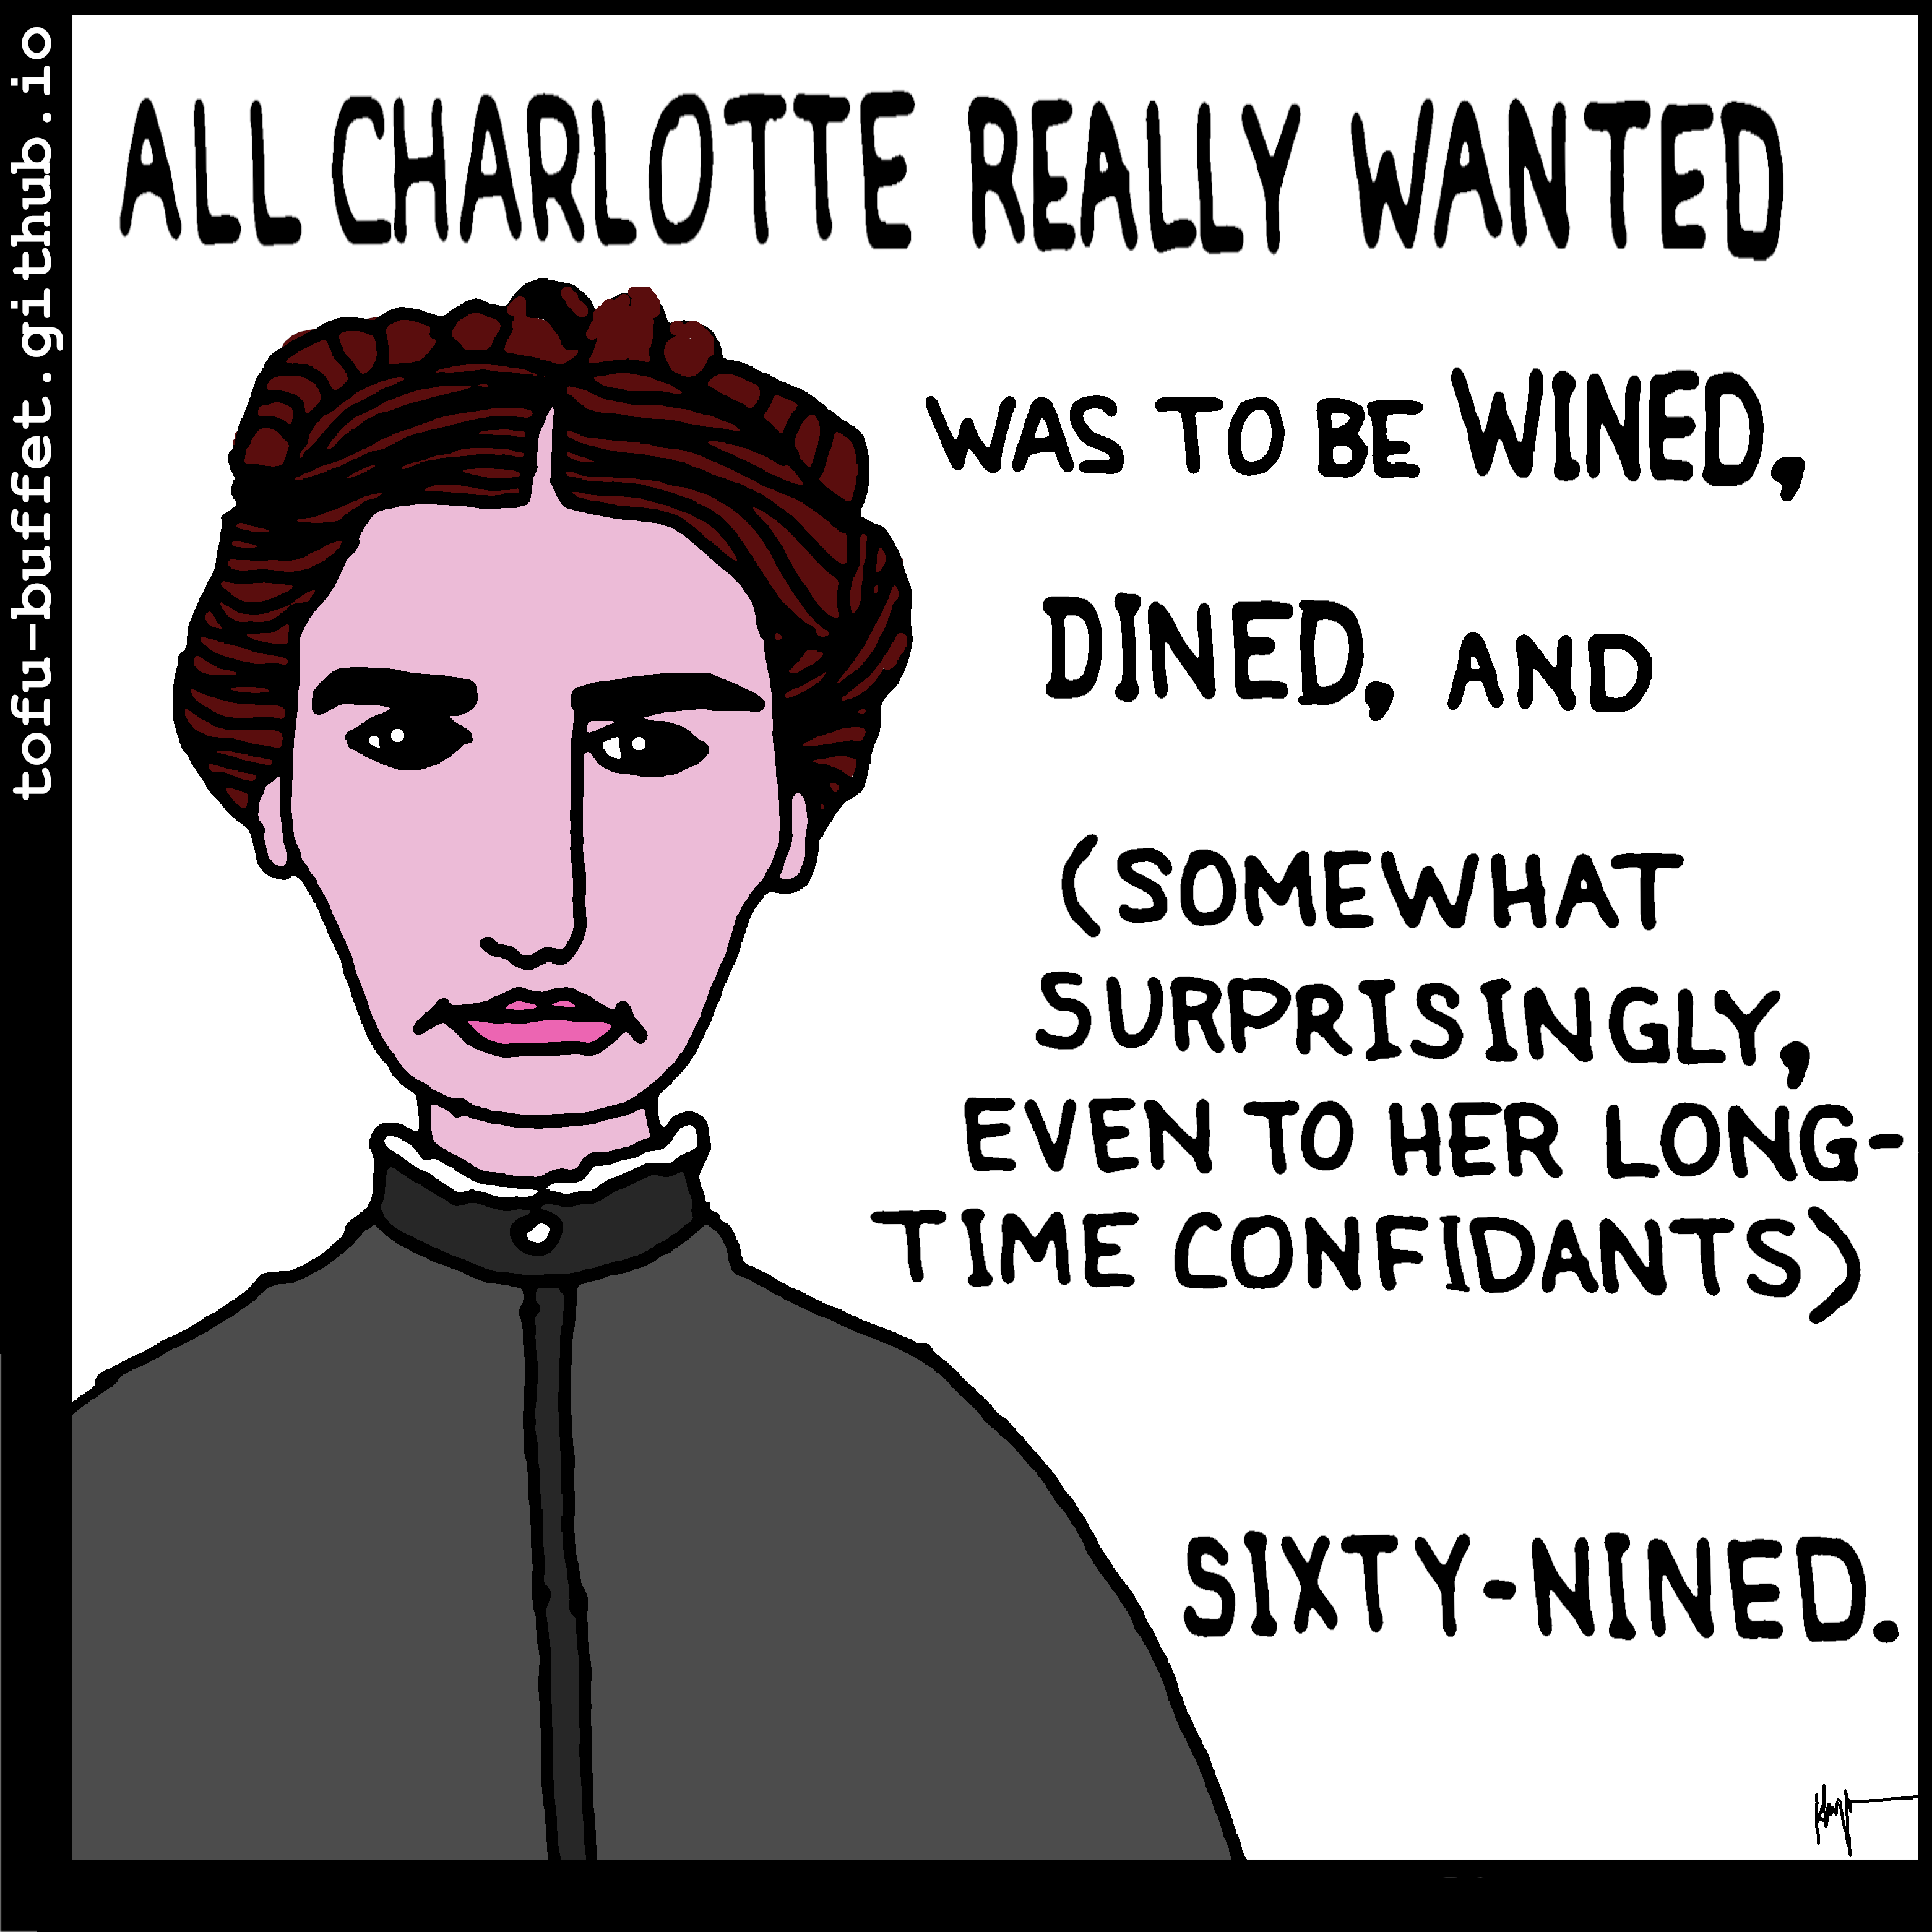 tofu-buffet.github.io
ALL CHARLOTTE REALLY WANTED
WAS TO BE WINED,
DINED, AND
(SOMEWHAT
SURPRISINGLY,
EVEN TO HER LONG-
TIME CONFIDANTS)
SIXTY-NINED.